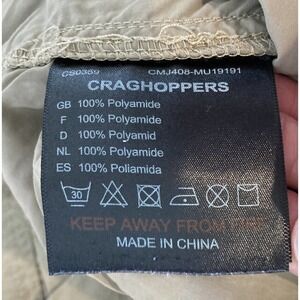 CS0359 CMJ408-MU19191
CRAGHOPPERS
GB 100% Polyamide
F 100% Polyamide
D 100% Polyamid
NL 100% Polyamide
ES 100% Poliamida
30
KEEP AWAY FROM FIRE
MADE IN CHINA